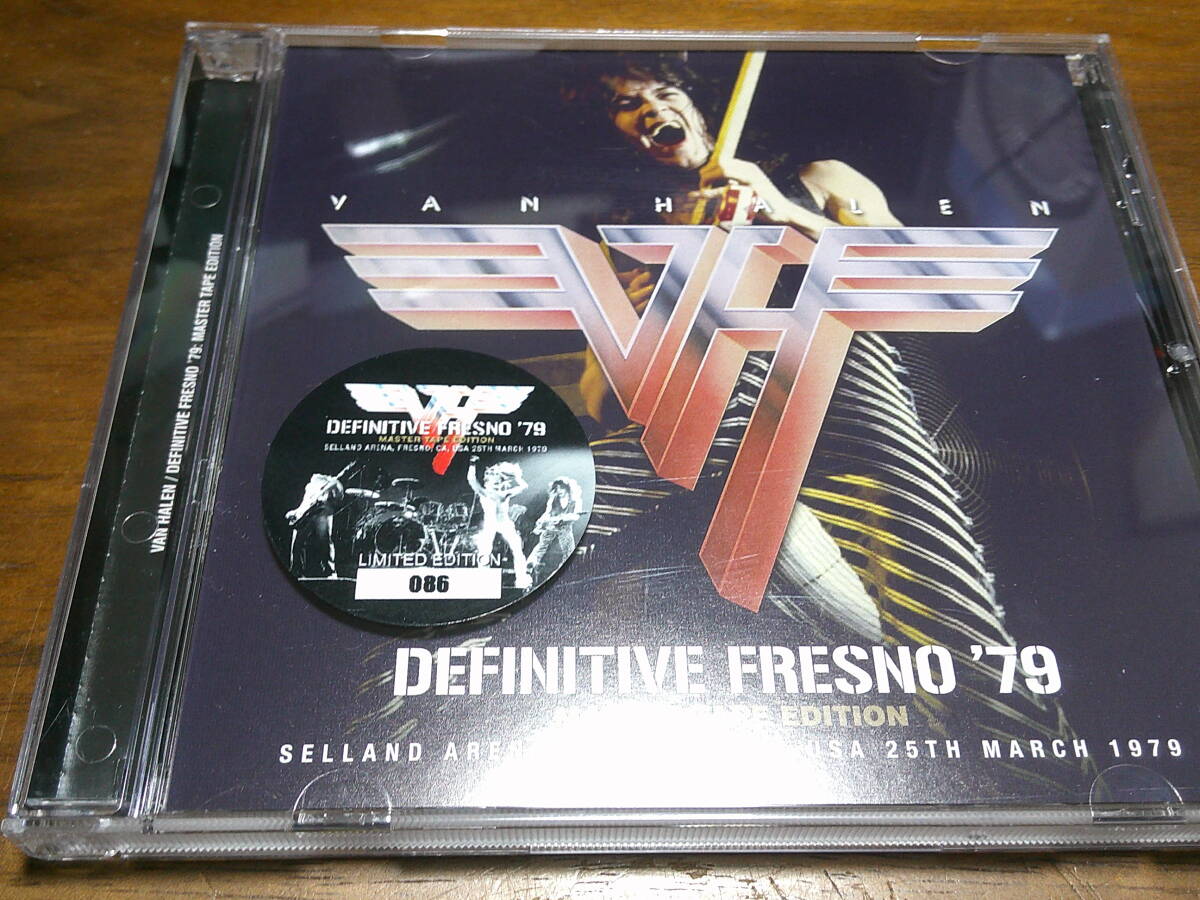 VAN HALEN / DEFINITIVE FRESNO '79: MASTER TAPE EDITION
VAN HALEN
VH
DEFINITIVE FRESNO '79
MASTER TAPE EDITION
SELLAND ARENA, FRESNO, CA, USA 25TH MARCH 1979
LIMITED EDITION
086
DEFINITIVE FRESNO '79
EDITION
SELLAND USA 25TH MARCH 1979